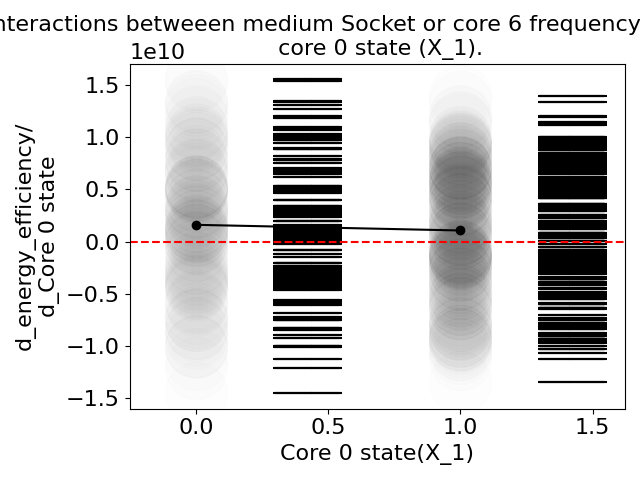 nteractions betweeen medium Socket or core 6 frequency
core 0 state (X_1).
1e10
1.5
1.0
0.5
0.0
−0.5
−1.0
−1.5
d_energy_efficiency/
d_Core 0 state
0.0
0.5
1.0
1.5
Core 0 state(X_1)